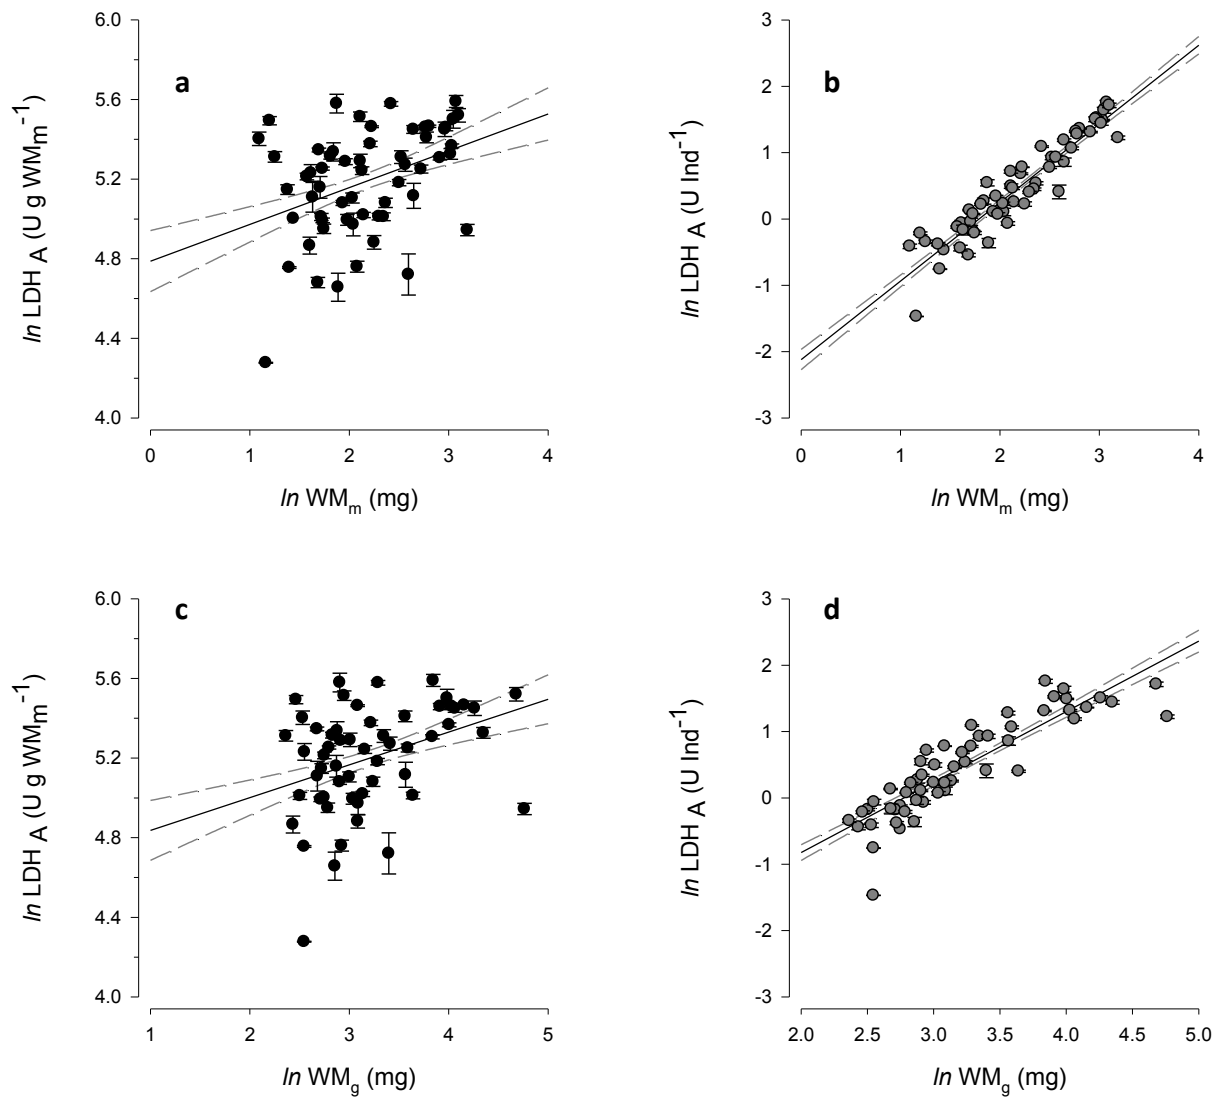 a
6.0
5.6
5.2
4.8
4.4
4.0
ln LDH A (U g WMm⁻¹)
0 1 2 3 4
ln WMm (mg)
b
3
2
1
0
-1
-2
-3
ln LDH A (U Ind⁻¹)
0 1 2 3 4
ln WMm (mg)
c
6.0
5.6
5.2
4.8
4.4
4.0
ln LDH A (U g WMm⁻¹)
1 2 3 4 5
ln WMg (mg)
d
3
2
1
0
-1
-2
-3
ln LDH A (U Ind⁻¹)
2.0 2.5 3.0 3.5 4.0 4.5 5.0
ln WMg (mg)